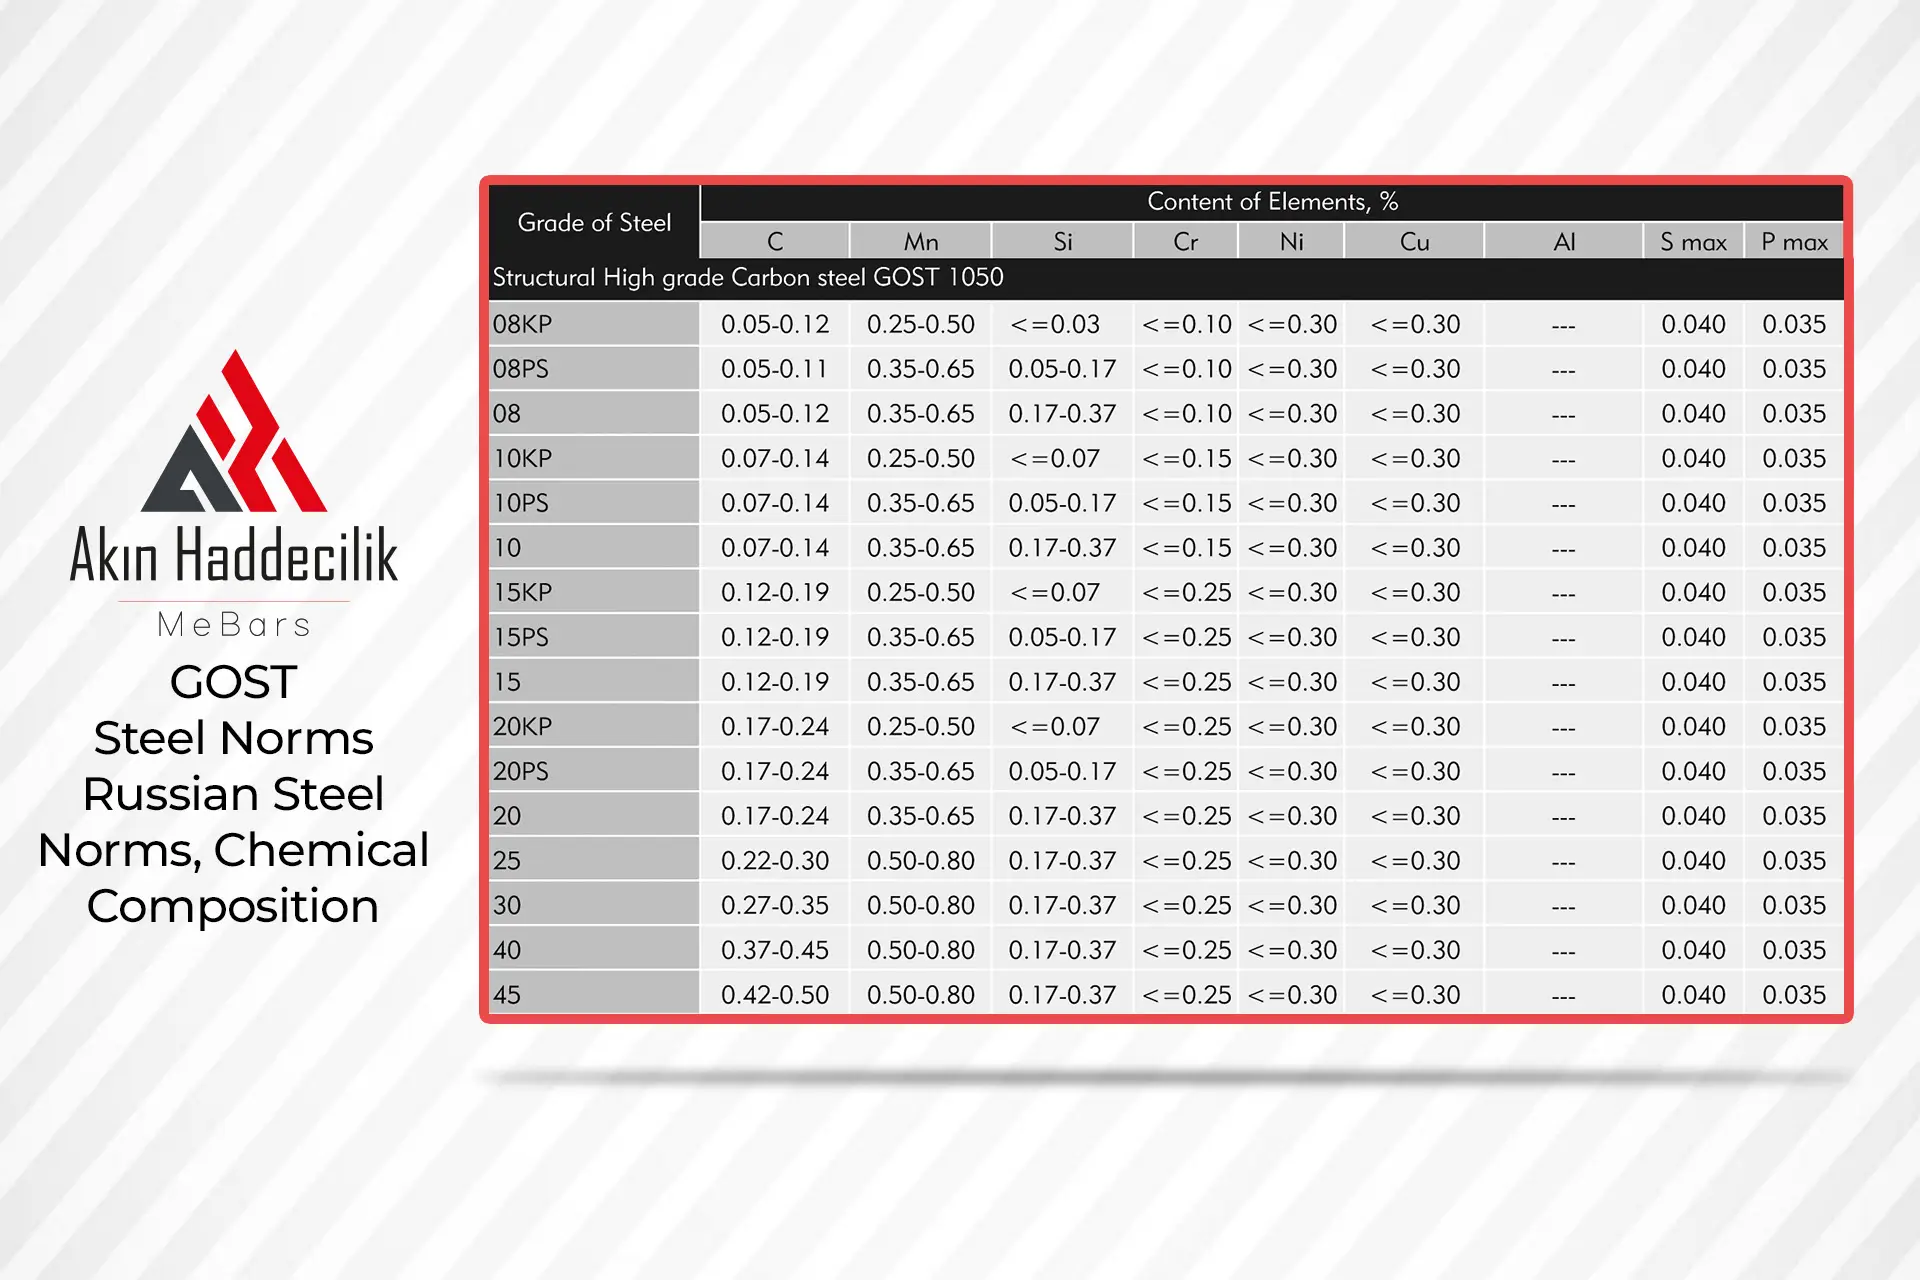 Akın Haddecilik
MeBars
GOST
Steel Norms
Russian Steel
Norms, Chemical
Composition
Grade of Steel
Content of Elements, %
C Mn Si Cr Ni Cu Al S max P max
Structural High grade Carbon steel GOST 1050
08KP 0.05-0.12 0.25-0.50 <=0.03 <=0.10 <=0.30 <=0.30 --- 0.040 0.035
08PS 0.05-0.11 0.35-0.65 0.05-0.17 <=0.10 <=0.30 <=0.30 --- 0.040 0.035
08 0.05-0.12 0.35-0.65 0.17-0.37 <=0.10 <=0.30 <=0.30 --- 0.040 0.035
10KP 0.07-0.14 0.25-0.50 <=0.07 <=0.15 <=0.30 <=0.30 --- 0.040 0.035
10PS 0.07-0.14 0.35-0.65 0.05-0.17 <=0.15 <=0.30 <=0.30 --- 0.040 0.035
10 0.07-0.14 0.35-0.65 0.17-0.37 <=0.15 <=0.30 <=0.30 --- 0.040 0.035
15KP 0.12-0.19 0.25-0.50 <=0.07 <=0.25 <=0.30 <=0.30 --- 0.040 0.035
15PS 0.12-0.19 0.35-0.65 0.05-0.17 <=0.25 <=0.30 <=0.30 --- 0.040 0.035
15 0.12-0.19 0.35-0.65 0.17-0.37 <=0.25 <=0.30 <=0.30 --- 0.040 0.035
20KP 0.17-0.24 0.25-0.50 <=0.07 <=0.25 <=0.30 <=0.30 --- 0.040 0.035
20PS 0.17-0.24 0.35-0.65 0.05-0.17 <=0.25 <=0.30 <=0.30 --- 0.040 0.035
20 0.17-0.24 0.35-0.65 0.17-0.37 <=0.25 <=0.30 <=0.30 --- 0.040 0.035
25 0.22-0.30 0.50-0.80 0.17-0.37 <=0.25 <=0.30 <=0.30 --- 0.040 0.035
30 0.27-0.35 0.50-0.80 0.17-0.37 <=0.25 <=0.30 <=0.30 --- 0.040 0.035
40 0.37-0.45 0.50-0.80 0.17-0.37 <=0.25 <=0.30 <=0.30 --- 0.040 0.035
45 0.42-0.50 0.50-0.80 0.17-0.37 <=0.25 <=0.30 <=0.30 --- 0.040 0.035